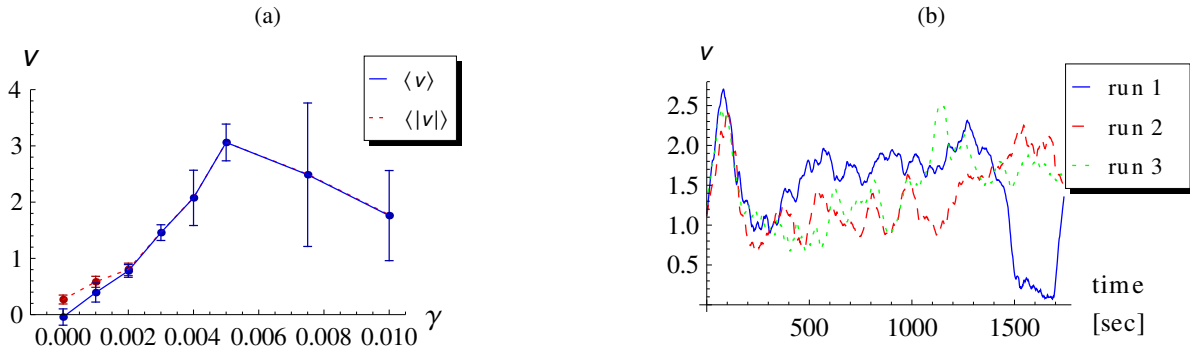 (a)
v
4
3
2
1
0
0.000 0.002 0.004 0.006 0.008 0.010
γ
⟨v⟩
⟨|v|⟩
(b)
v
2.5
2.0
1.5
1.0
0.5
500 1000 1500
time
[sec]
run 1
run 2
run 3